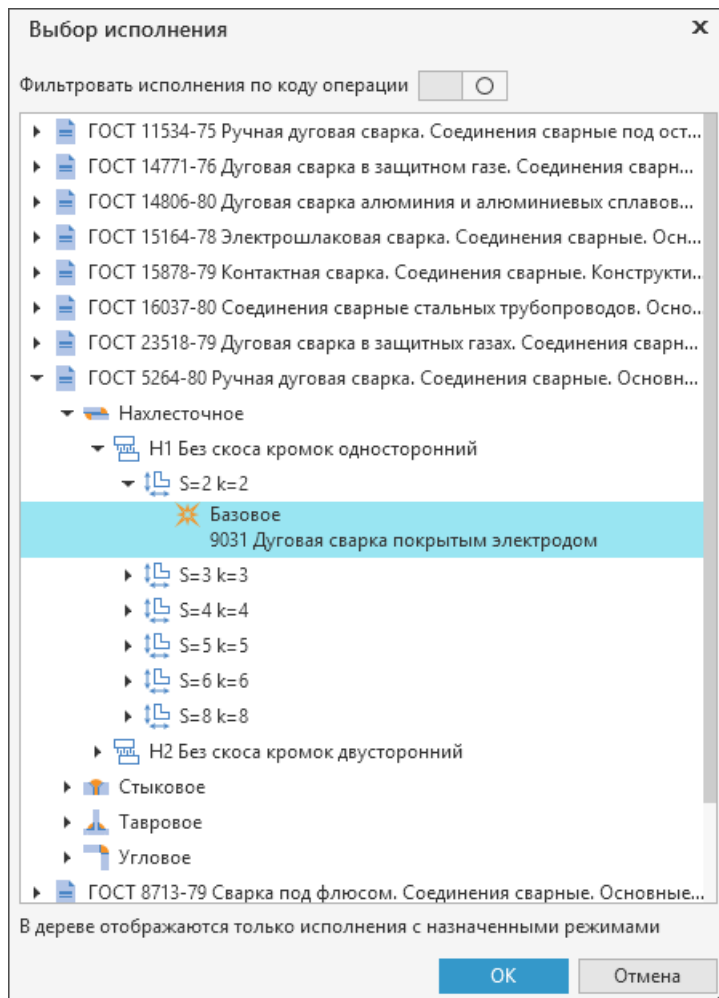 Выбор исполнения
Фильтровать исполнения по коду операции
ГОСТ 11534-75 Ручная дуговая сварка. Соединения сварные под ост...
ГОСТ 14771-76 Дуговая сварка в защитном газе. Соединения сварн...
ГОСТ 14806-80 Дуговая сварка алюминия и алюминиевых сплавов...
ГОСТ 15164-78 Электрошлаковая сварка. Соединения сварные. Осн...
ГОСТ 15878-79 Контактная сварка. Соединения сварные. Конструкти...
ГОСТ 16037-80 Соединения сварные стальных трубопроводов. Осно...
ГОСТ 23518-79 Дуговая сварка в защитных газах. Соединения сварн...
ГОСТ 5264-80 Ручная дуговая сварка. Соединения сварные. Основн...
Нахлесточное
Н1 Без скоса кромок односторонний
S=2 k=2
Базовое
9031 Дуговая сварка покрытым электродом
S=3 k=3
S=4 k=4
S=5 k=5
S=6 k=6
S=8 k=8
Н2 Без скоса кромок двусторонний
Стыковое
Тавровое
Угловое
ГОСТ 8713-79 Сварка под флюсом. Соединения сварные. Основные...
В дереве отображаются только исполнения с назначенными режимами
ОК Отмена